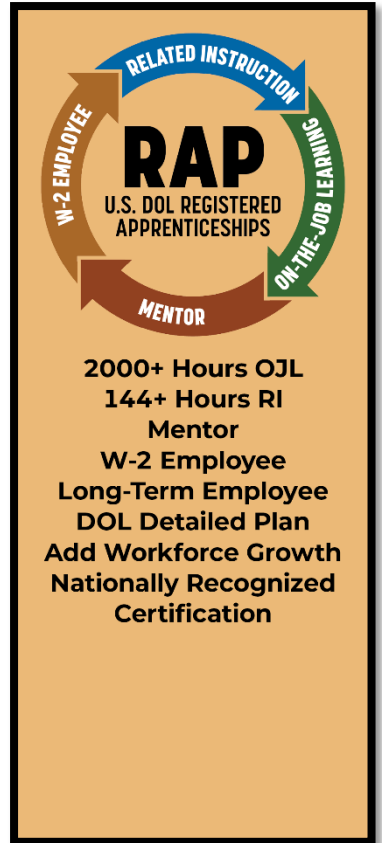 RELATED INSTRUCTION
ON-THE-JOB LEARNING
MENTOR
W-2 EMPLOYEE
RAP
U.S. DOL REGISTERED
APPRENTICESHIPS
2000+ Hours OJL
144+ Hours RI
Mentor
W-2 Employee
Long-Term Employee
DOL Detailed Plan
Add Workforce Growth
Nationally Recognized
Certification